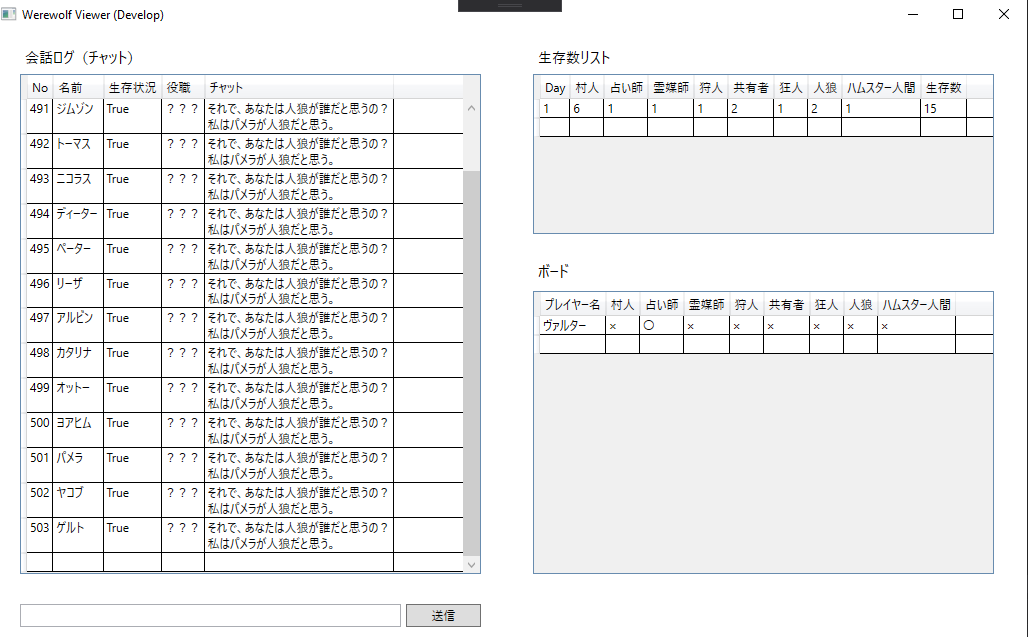 Werewolf Viewer (Develop)
会話ログ（チャット）
No 名前 生存状況 役職 チャット
491 ジムゾン True ？？？ それで、あなたは人狼が誰だと思うの？
私はパメラが人狼だと思う。
492 トーマス True ？？？ それで、あなたは人狼が誰だと思うの？
私はパメラが人狼だと思う。
493 ニコラス True ？？？ それで、あなたは人狼が誰だと思うの？
私はパメラが人狼だと思う。
494 ディーター True ？？？ それで、あなたは人狼が誰だと思うの？
私はパメラが人狼だと思う。
495 ペーター True ？？？ それで、あなたは人狼が誰だと思うの？
私はパメラが人狼だと思う。
496 リーザ True ？？？ それで、あなたは人狼が誰だと思うの？
私はパメラが人狼だと思う。
497 アルビン True ？？？ それで、あなたは人狼が誰だと思うの？
私はパメラが人狼だと思う。
498 カタリナ True ？？？ それで、あなたは人狼が誰だと思うの？
私はパメラが人狼だと思う。
499 オットー True ？？？ それで、あなたは人狼が誰だと思うの？
私はパメラが人狼だと思う。
500 ヨアヒム True ？？？ それで、あなたは人狼が誰だと思うの？
私はパメラが人狼だと思う。
501 パメラ True ？？？ それで、あなたは人狼が誰だと思うの？
私はパメラが人狼だと思う。
502 ヤコブ True ？？？ それで、あなたは人狼が誰だと思うの？
私はパメラが人狼だと思う。
503 ゲルト True ？？？ それで、あなたは人狼が誰だと思うの？
私はパメラが人狼だと思う。
送信
生存数リスト
Day 村人 占い師 霊媒師 狩人 共有者 狂人 人狼 ハムスター人間 生存数
1 6 1 1 1 2 1 2 1 15
ボード
プレイヤー名 村人 占い師 霊媒師 狩人 共有者 狂人 人狼 ハムスター人間
ヴァルター × ○ × × × × × ×